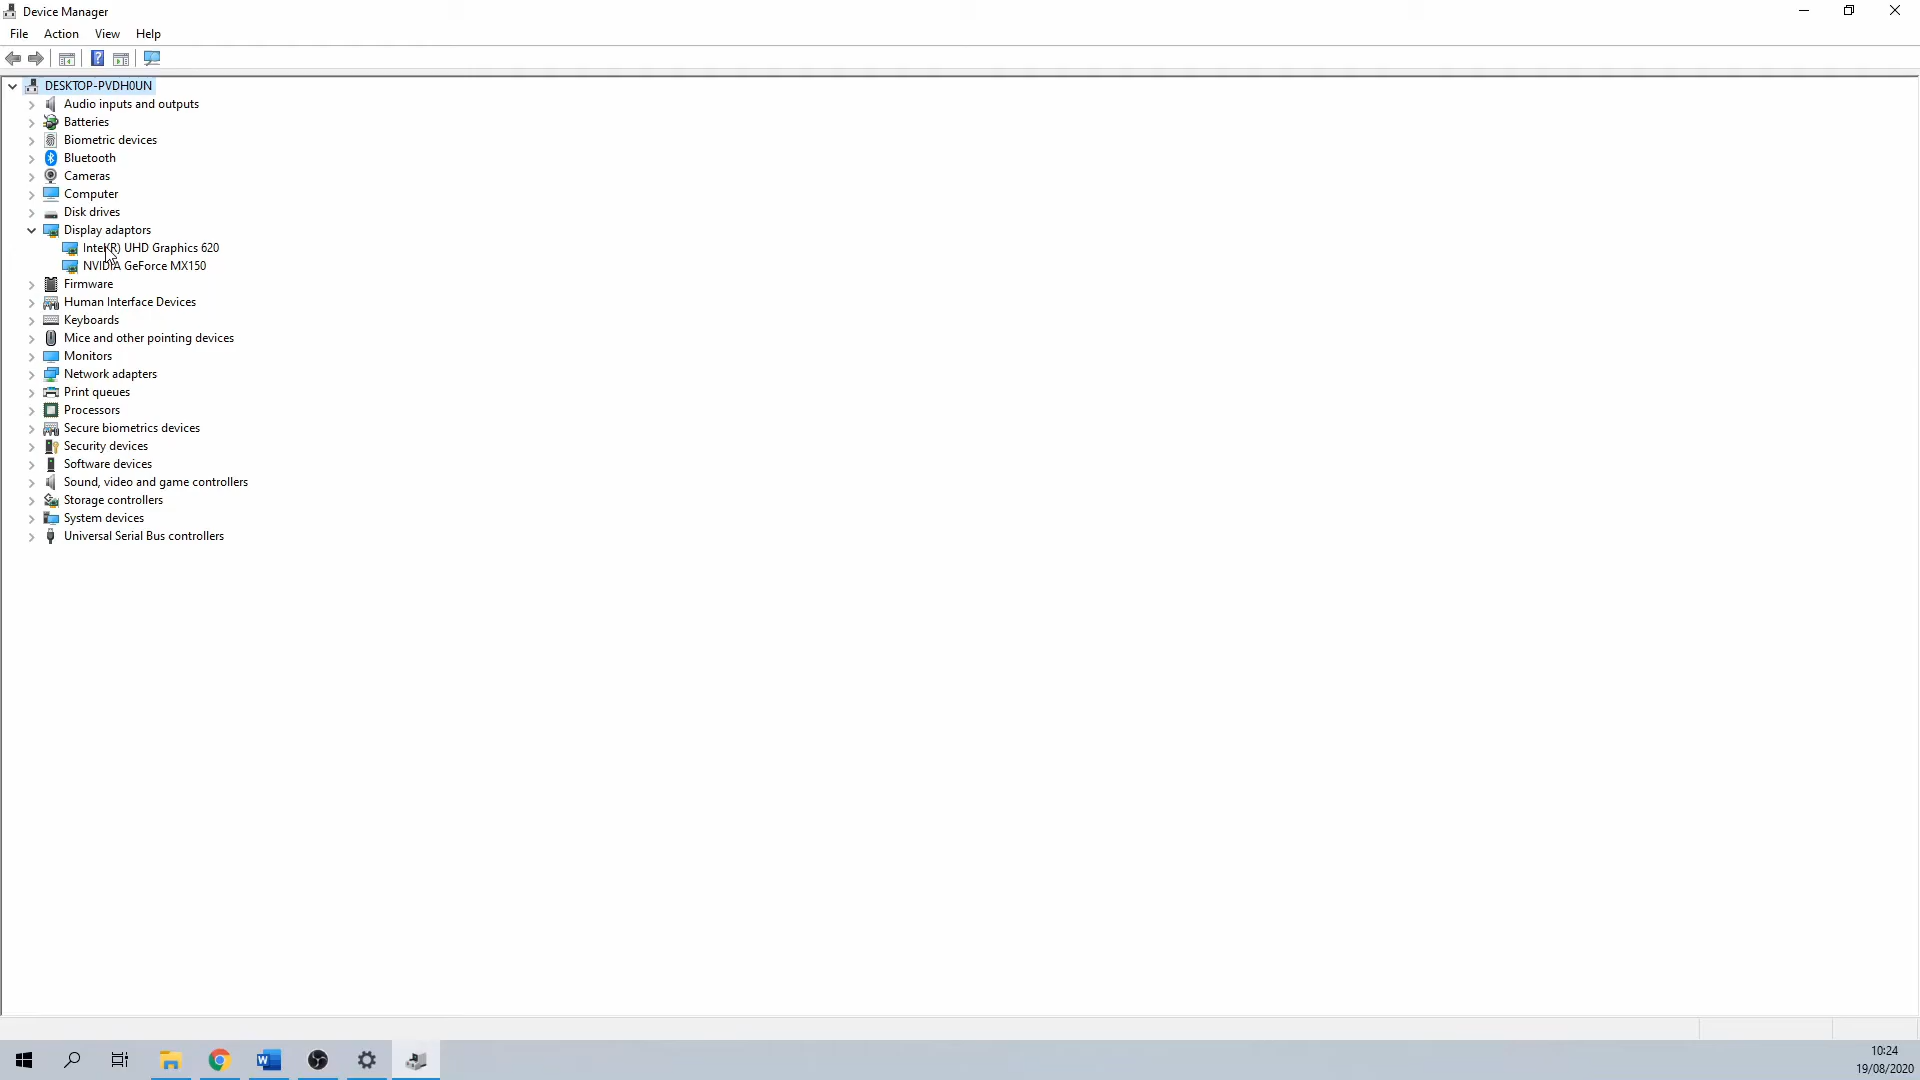 Device Manager
File Action View Help
DESKTOP-PVDH0UN
Audio inputs and outputs
Batteries
Biometric devices
Bluetooth
Cameras
Computer
Disk drives
Display adaptors
Intel(R) UHD Graphics 620
NVIDIA GeForce MX150
Firmware
Human Interface Devices
Keyboards
Mice and other pointing devices
Monitors
Network adapters
Print queues
Processors
Secure biometrics devices
Security devices
Software devices
Sound, video and game controllers
Storage controllers
System devices
Universal Serial Bus controllers
10:24
19/08/2020